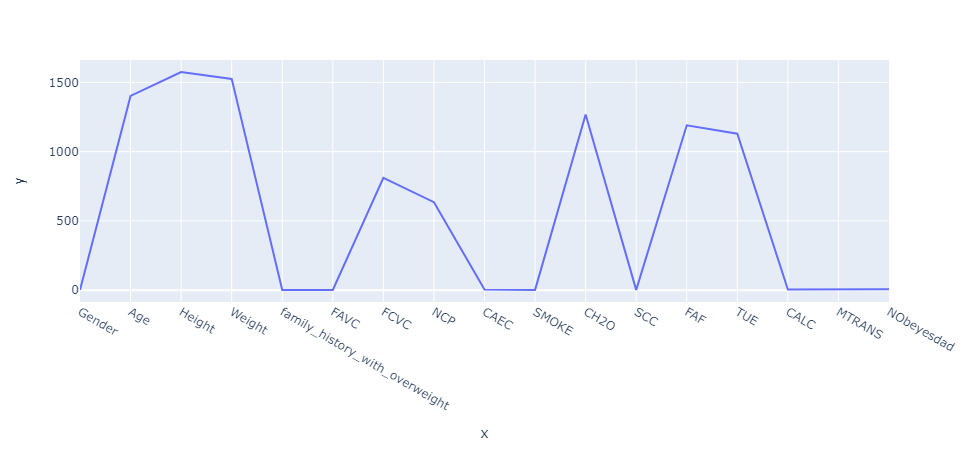 1500
1000
500
0
y
Gender
Age
Height
Weight
family_history_with_overweight
FAVC
FCVC
NCP
CAEC
SMOKE
CH2O
SCC
FAF
TUE
CALC
MTRANS
NObeyesdad
x